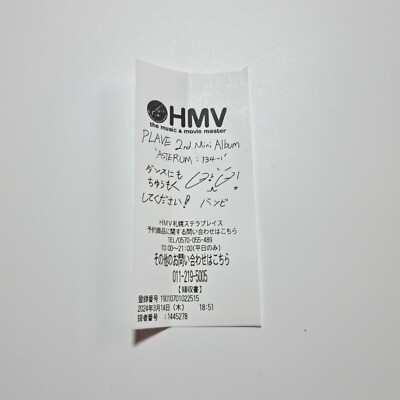 HMV
the music & movie master
PLAVE 2nd Mini Album
"ASTERUM : 134-1"
ダンスにも
ちゅうもく
してください! バンビ
HMV札幌ステラプレイス
予約商品に関する問い合わせはこちら
TEL/0570-055-489
10:00~21:00(平日のみ)
その他のお問い合わせはこちら
011-219-5005
【領収書】
登録番号 T9010701022515
2024年3月14日(木) 18:51
扱者番号 :1445278